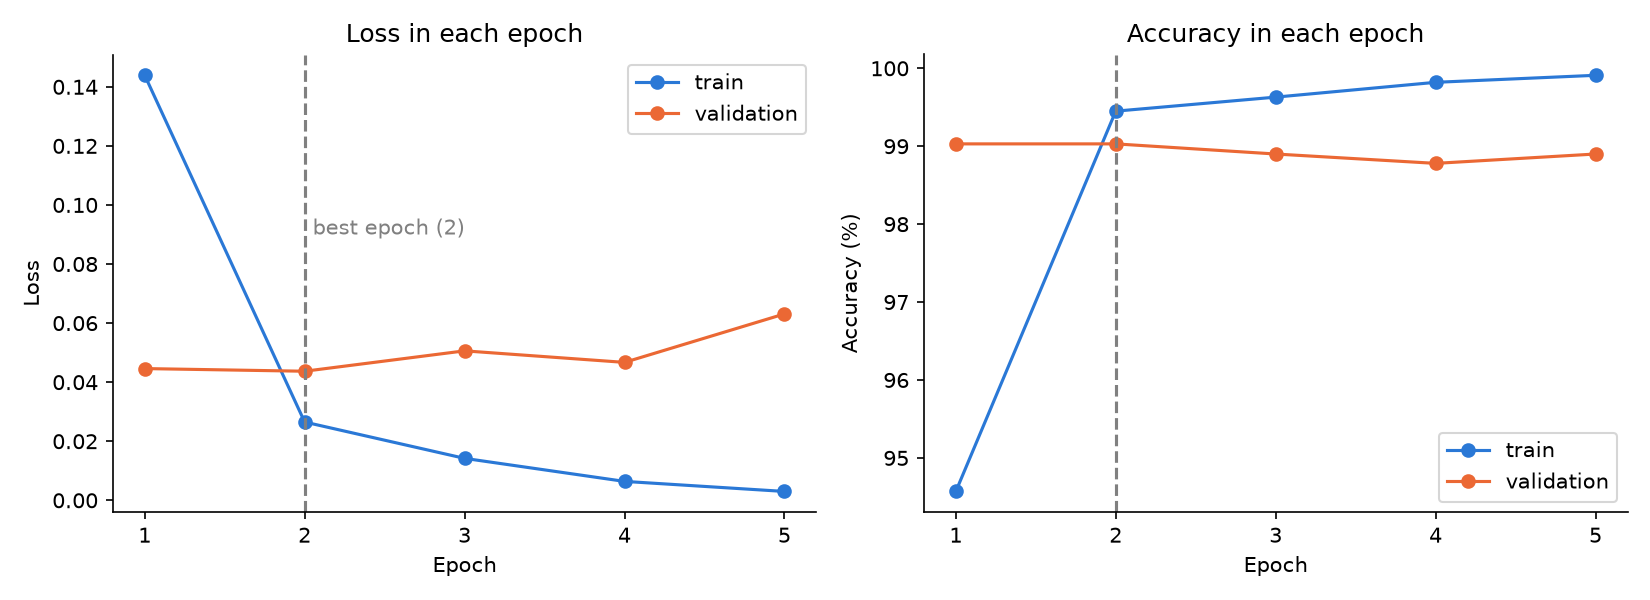 Loss in each epoch
train
validation
best epoch (2)
Loss
0.14
0.12
0.10
0.08
0.06
0.04
0.02
0.00
1 2 3 4 5
Epoch
Accuracy in each epoch
Accuracy (%)
100
99
98
97
96
95
train
validation
1 2 3 4 5
Epoch